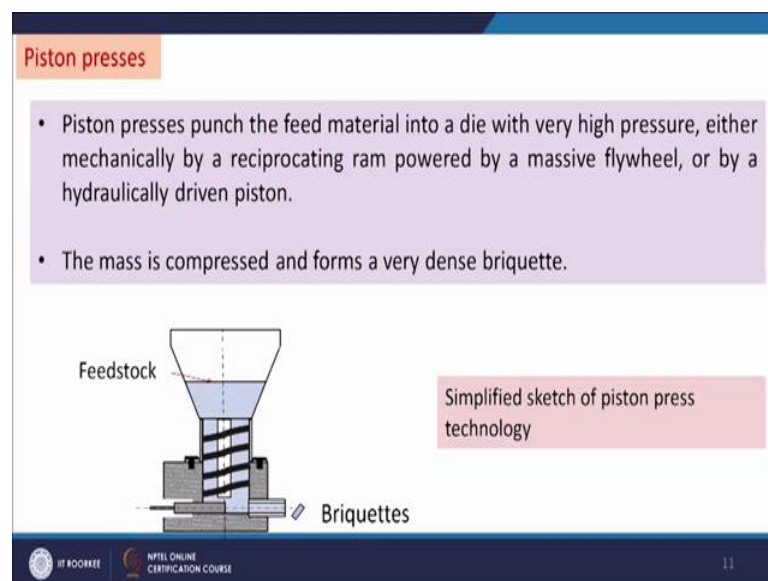 Piston presses
• Piston presses punch the feed material into a die with very high pressure, either
mechanically by a reciprocating ram powered by a massive flywheel, or by a
hydraulically driven piston.
• The mass is compressed and forms a very dense briquette.
Feedstock
Simplified sketch of piston press
technology
Briquettes
IIT ROORKEE
NPTEL ONLINE
CERTIFICATION COURSE
11